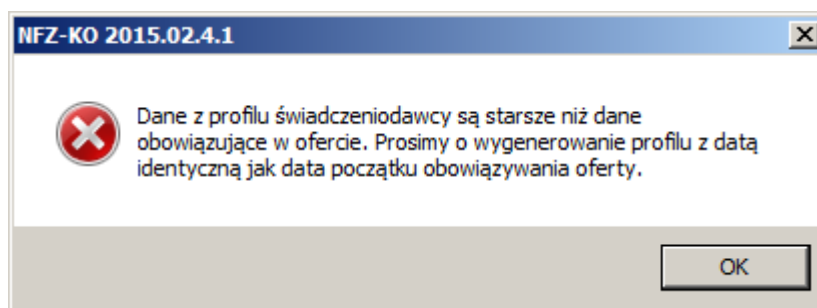 NFZ-KO 2015.02.4.1
Dane z profilu świadczeniodawcy są starsze niż dane
obowiązujące w ofercie. Prosimy o wygenerowanie profilu z datą
identyczną jak data początku obowiązywania oferty.
OK